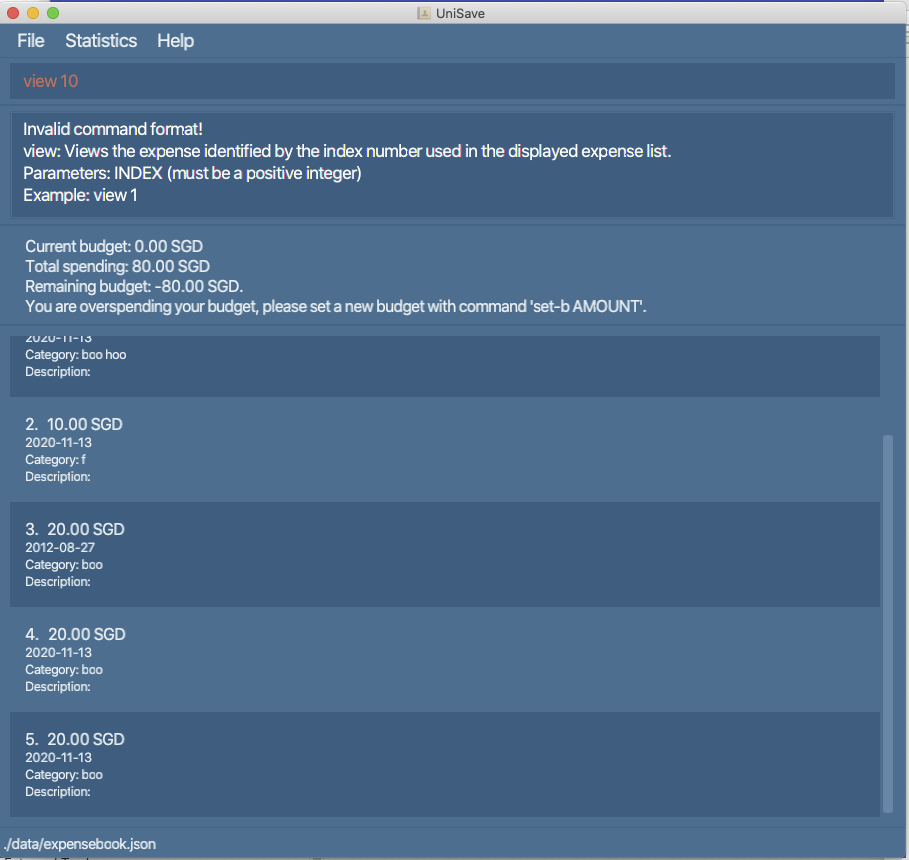 UniSave
File Statistics Help
view 10
Invalid command format!
view: Views the expense identified by the index number used in the displayed expense list.
Parameters: INDEX (must be a positive integer)
Example: view 1
Current budget: 0.00 SGD
Total spending: 80.00 SGD
Remaining budget: -80.00 SGD.
You are overspending your budget, please set a new budget with command 'set-b AMOUNT'.
2020-11-13
Category: boo hoo
Description:
2. 10.00 SGD
2020-11-13
Category: f
Description:
3. 20.00 SGD
2012-08-27
Category: boo
Description:
4. 20.00 SGD
2020-11-13
Category: boo
Description:
5. 20.00 SGD
2020-11-13
Category: boo
Description:
./data/expensebook.json